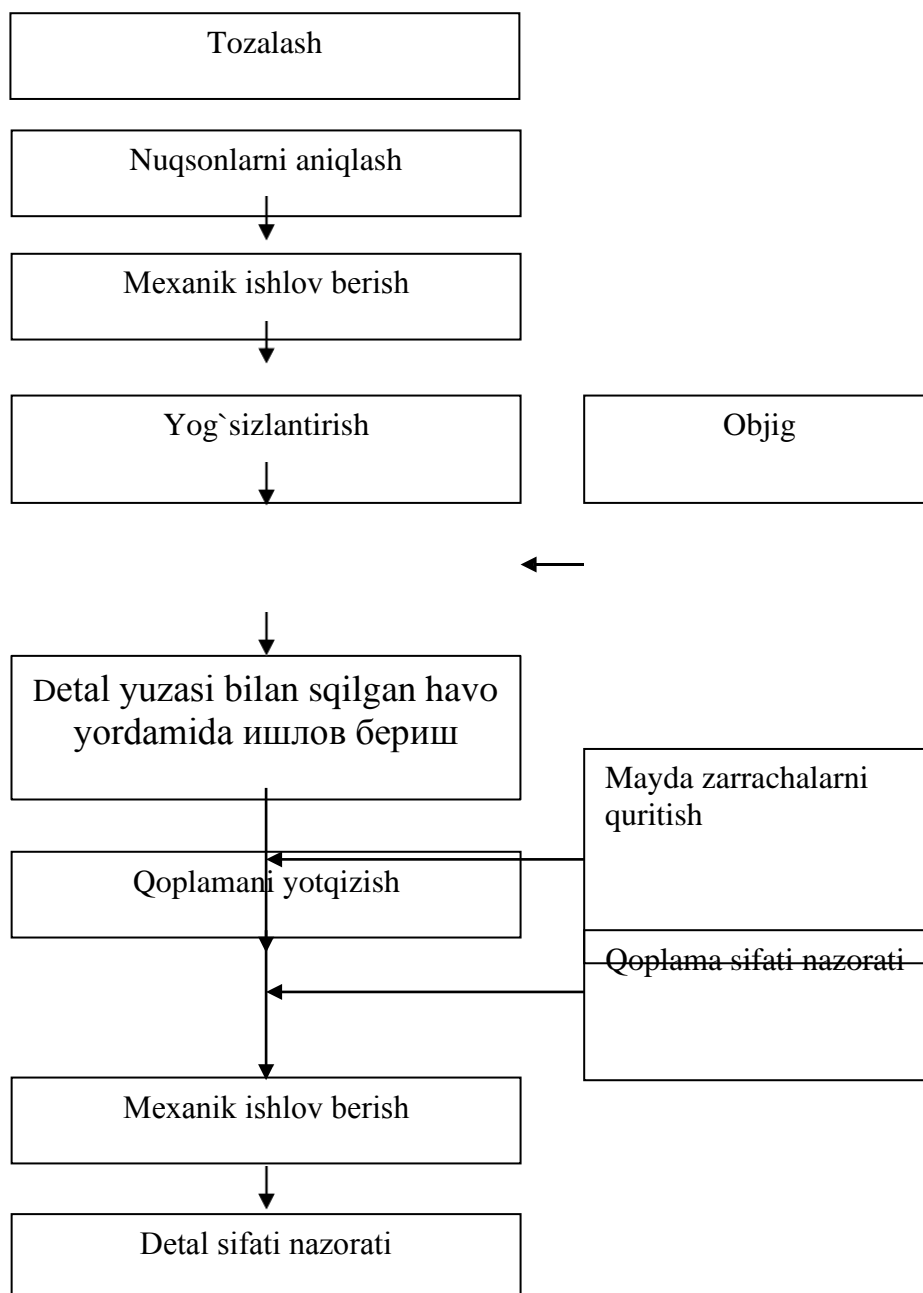 Tozalash
Nuqsonlarni aniqlash
Mexanik ishlov berish
Yog`sizlantirish
Objig
Detal yuzasi bilan sqilgan havo
yordamida ишлов бериш
Mayda zarrachalarni
quritish
Qoplamani yotqizish
Qoplama sifati nazorati
Mexanik ishlov berish
Detal sifati nazorati